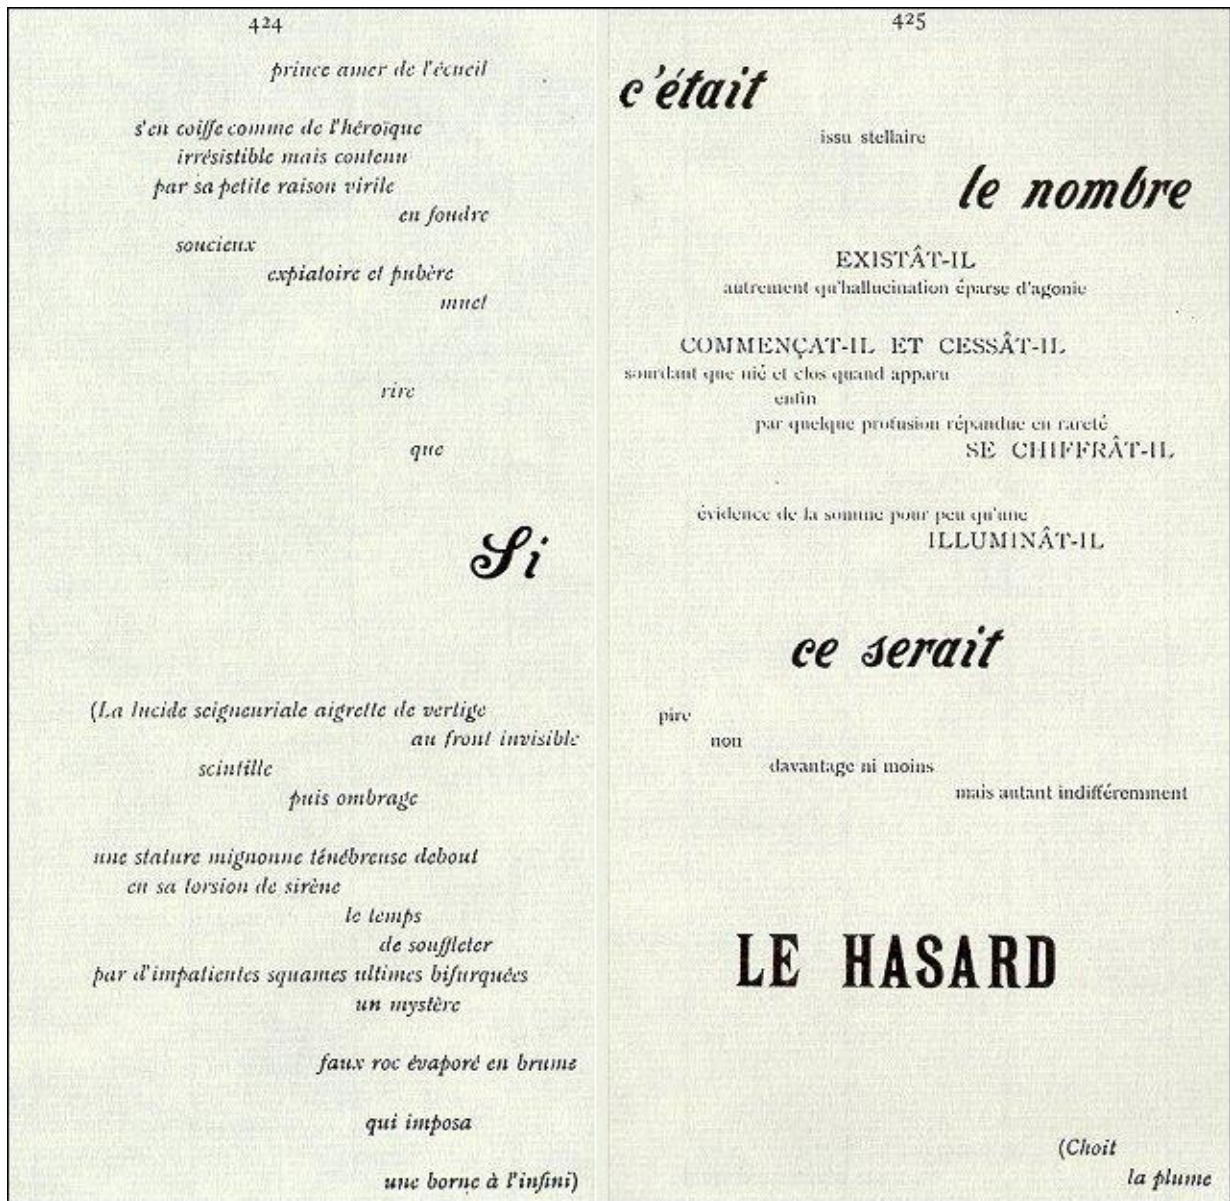 424
prince amer de l'écueil
s'en coiffe comme de l'héroïque
irrésistible mais contenu
par sa petite raison virile
en foudre
soucieux
expiatoire et pubère
muet
rire
que
Si
(La lucide seigneuriale aigrette de vertige
au front invisible
scintille
puis ombrage
une stature mignonne ténébreuse debout
en sa torsion de sirène
le temps
de souffleter
par d'impatientes squames ultimes bifurquées
un mystère
faux roc évaporé en brume
qui imposa
une borne à l'infini)
425
c'était
issu stellaire
le nombre
EXISTÂT-IL
autrement qu'hallucination éparse d'agonie
COMMENÇAT-IL ET CESSÂT-IL
sourdant que nié et clos quand apparu
enfin
par quelque profusion répandue en rareté
SE CHIFFRÂT-IL
évidence de la somme pour peu qu'une
ILLUMINÂT-IL
ce serait
pire
non
davantage ni moins
mais autant indifféremment
LE HASARD
(Choit
la plume